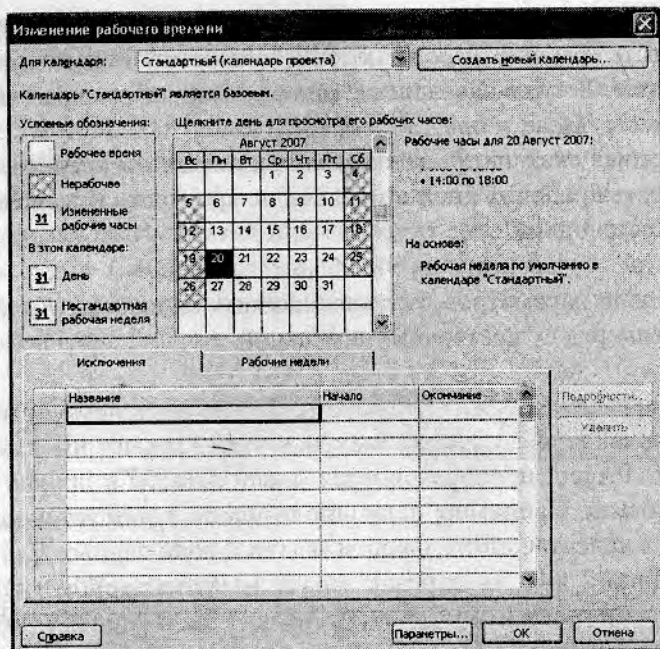 Изменение рабочего времени
Для календаря: Стандартный (календарь проекта) Создать новый календарь...
Календарь "Стандартный" является базовым.
Условные обозначения:
Рабочее время
Нерабочее
31 Измененные
рабочие часы
В этом календаре:
31 День
31 Нестандартная
рабочая неделя
Щелкните день для просмотра его рабочих часов:
Август 2007
Вс Пн Вт Ср Чт Пт Сб
1 2 3 4
5 6 7 8 9 10 11
12 13 14 15 16 17 18
19 20 21 22 23 24 25
26 27 28 29 30 31
Рабочие часы для 20 Август 2007:
• 14:00 по 18:00
На основе:
Рабочая неделя по умолчанию в
календаре "Стандартный".
Исключения Рабочие недели
Название Начало Окончание
Подробности...
Удалить
Справка Параметры... ОК Отмена